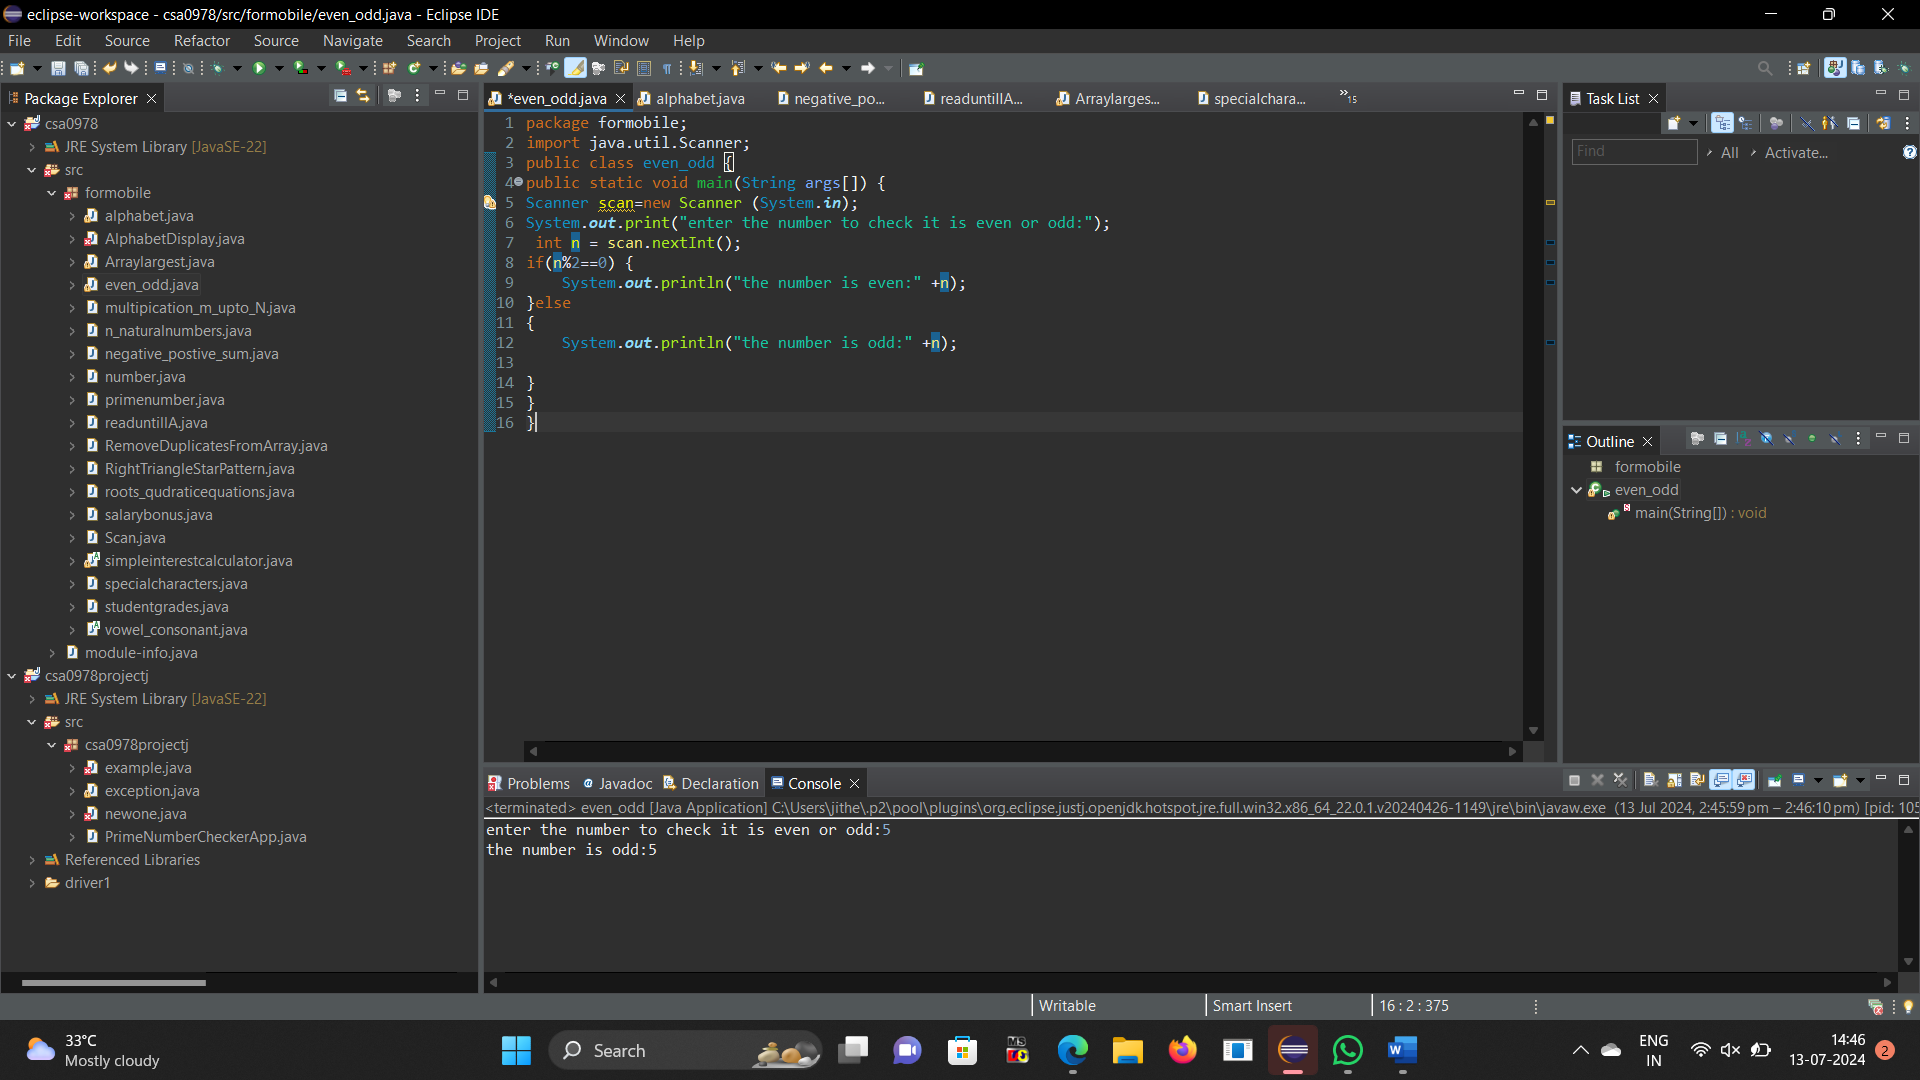 eclipse-workspace - csa0978/src/formobile/even_odd.java - Eclipse IDE
File Edit Source Refactor Source Navigate Search Project Run Window Help
Package Explorer
csa0978
JRE System Library [JavaSE-22]
src
formobile
alphabet.java
AlphabetDisplay.java
Arraylargest.java
even_odd.java
multipication_m_upto_N.java
n_naturalnumbers.java
negative_postive_sum.java
number.java
primenumber.java
readuntillA.java
RemoveDuplicatesFromArray.java
RightTriangleStarPattern.java
roots_qudraticequations.java
salarybonus.java
Scan.java
simpleinterestcalculator.java
specialcharacters.java
studentgrades.java
vowel_consonant.java
module-info.java
csa0978projectj
JRE System Library [JavaSE-22]
src
csa0978projectj
example.java
exception.java
newone.java
PrimeNumberCheckerApp.java
Referenced Libraries
driver1
*even_odd.java alphabet.java negative_po... readuntillA... Arraylarges... specialchara... »15
1 package formobile;
2 import java.util.Scanner;
3 public class even_odd {
4 public static void main(String args[]) {
5 Scanner scan=new Scanner (System.in);
6 System.out.print("enter the number to check it is even or odd:");
7 int n = scan.nextInt();
8 if(n%2==0) {
9 System.out.println("the number is even:" +n);
10 }else
11 {
12 System.out.println("the number is odd:" +n);
13
14 }
15 }
16 }
Task List
Find All Activate...
Outline
formobile
even_odd
main(String[]) : void
Problems Javadoc Declaration Console
<terminated> even_odd [Java Application] C:\Users\jithe\.p2\pool\plugins\org.eclipse.justj.openjdk.hotspot.jre.full.win32.x86_64_22.0.1.v20240426-1149\jre\bin\javaw.exe (13 Jul 2024, 2:45:59 pm – 2:46:10 pm) [pid: 105
enter the number to check it is even or odd:5
the number is odd:5
Writable Smart Insert 16 : 2 : 375
33°C
Mostly cloudy
Search
ENG
IN
14:46
13-07-2024
2